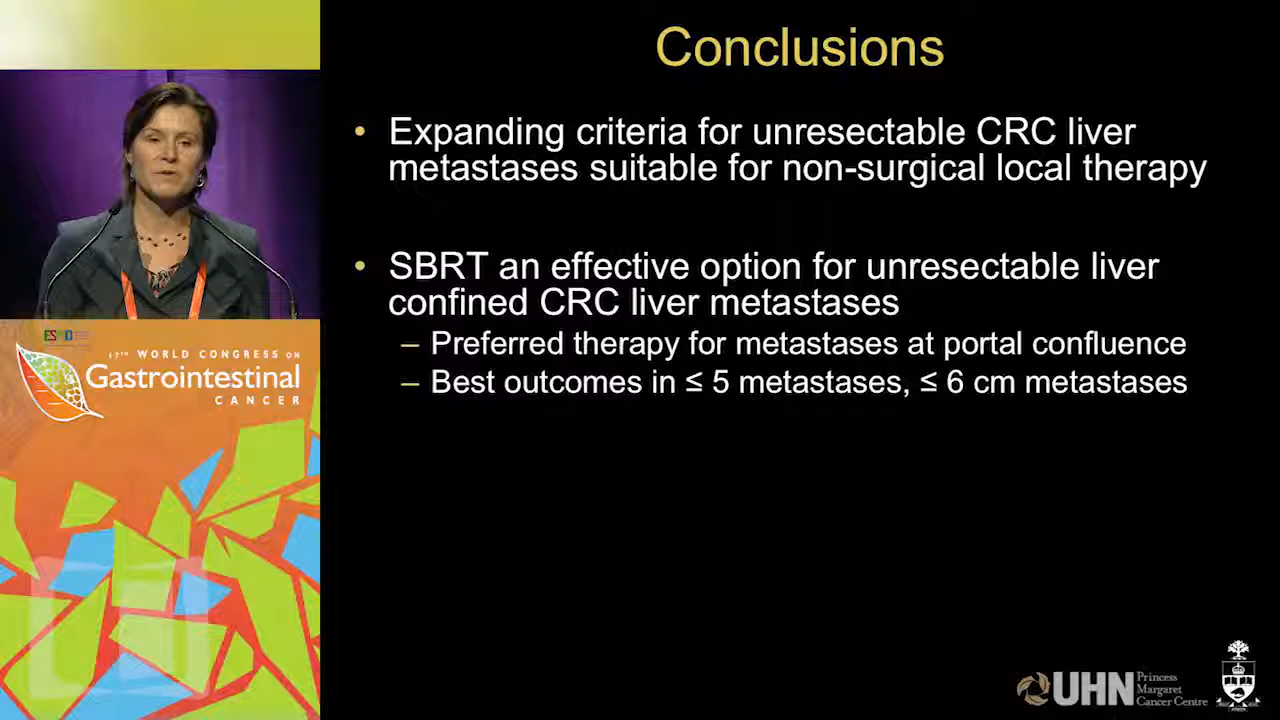 Conclusions
• Expanding criteria for unresectable CRC liver
metastases suitable for non-surgical local therapy
• SBRT an effective option for unresectable liver
confined CRC liver metastases
– Preferred therapy for metastases at portal confluence
– Best outcomes in ≤ 5 metastases, ≤ 6 cm metastases
17TH WORLD CONGRESS ON
Gastrointestinal
CANCER
UHN
Princess
Margaret
Cancer Centre